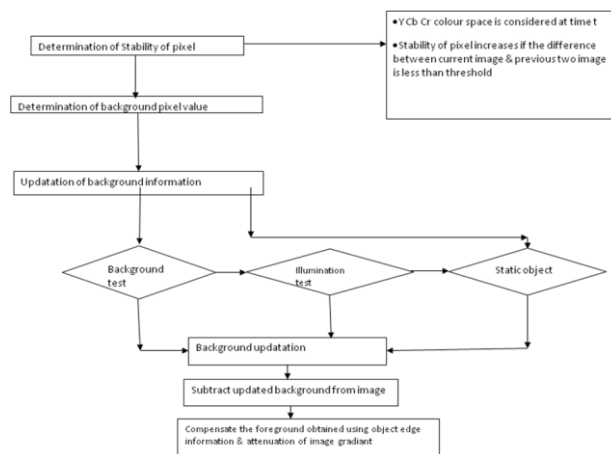 Determination of Stability of pixel
•Y Cb Cr colour space is considered at time t
•Stability of pixel increases if the difference
between current image & previous two image
is less than threshold
Determination of background pixel value
Updatation of background information
Background
test
Illumination
test
Static object
Background updatation
Subtract updated background from image
Compensate the foreground obtained using object edge
information & attenuation of image gradiant